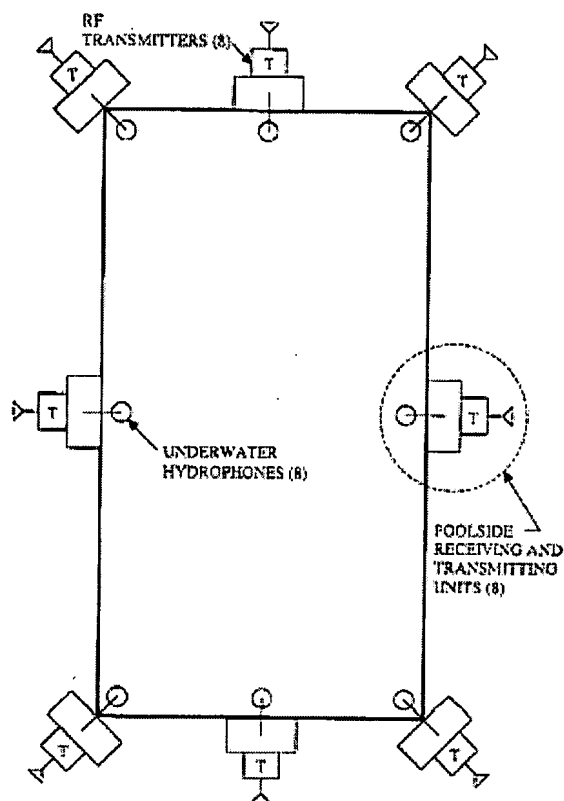 RF
TRANSMITTERS (8)
T
T
T
T
T
UNDERWATER
HYDROPHONES (8)
POOLSIDE
RECEIVING AND
TRANSMITTING
UNITS (8)
T
T
T